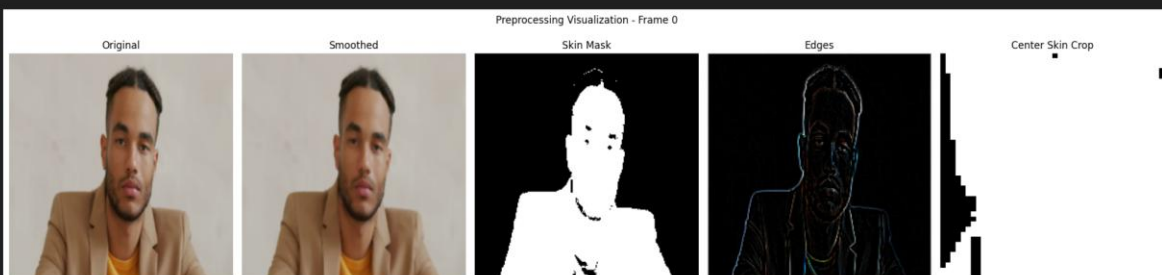 Preprocessing Visualization - Frame 0
Original
Smoothed
Skin Mask
Edges
Center Skin Crop